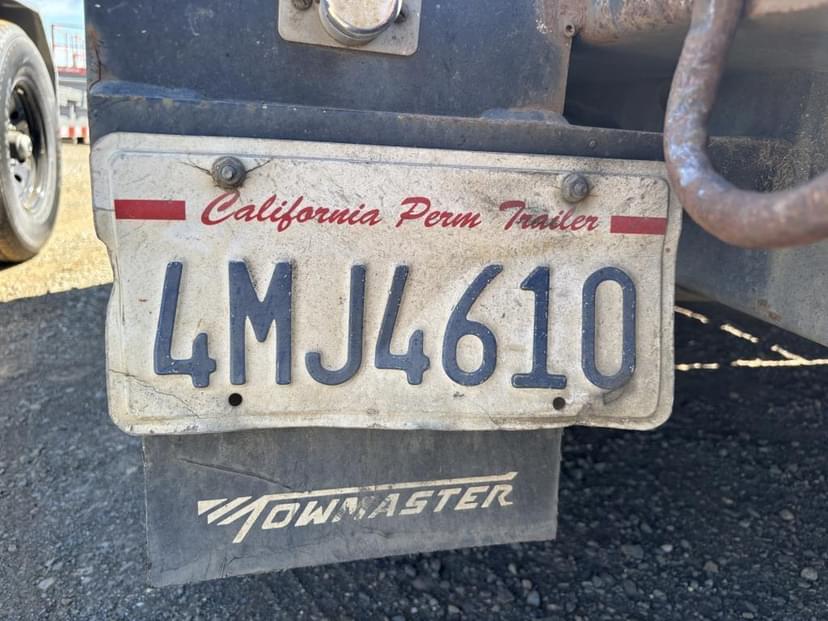 California Perm Trailer
4MJ4610
TOWMASTER